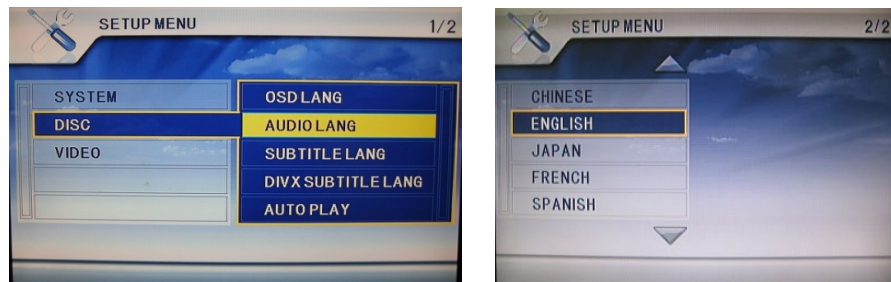 SETUP MENU 1/2
SYSTEM
DISC
VIDEO
OSD LANG
AUDIO LANG
SUBTITLE LANG
DIVX SUBTITLE LANG
AUTO PLAY
SETUP MENU 2/2
CHINESE
ENGLISH
JAPAN
FRENCH
SPANISH